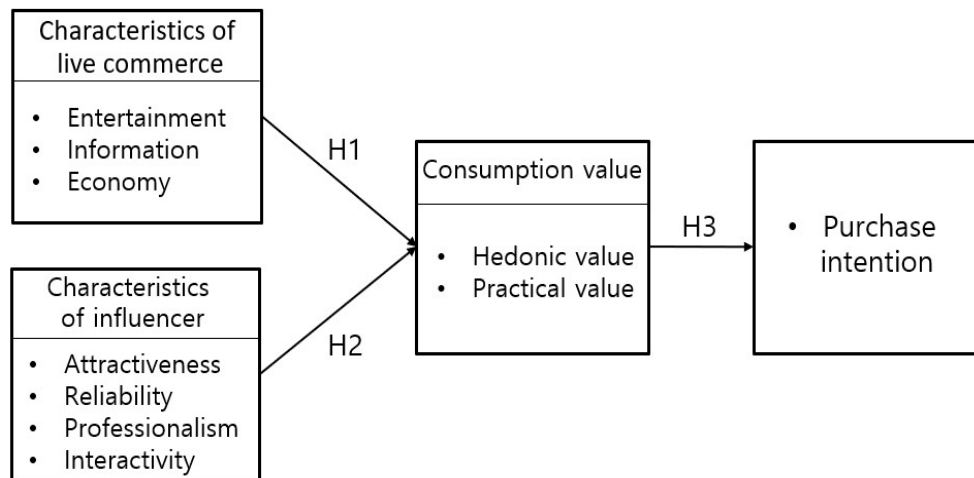 Characteristics of
live commerce
• Entertainment
• Information
• Economy
H1
Characteristics
of influencer
• Attractiveness
• Reliability
• Professionalism
• Interactivity
H2
Consumption value
• Hedonic value
• Practical value
H3
• Purchase
intention